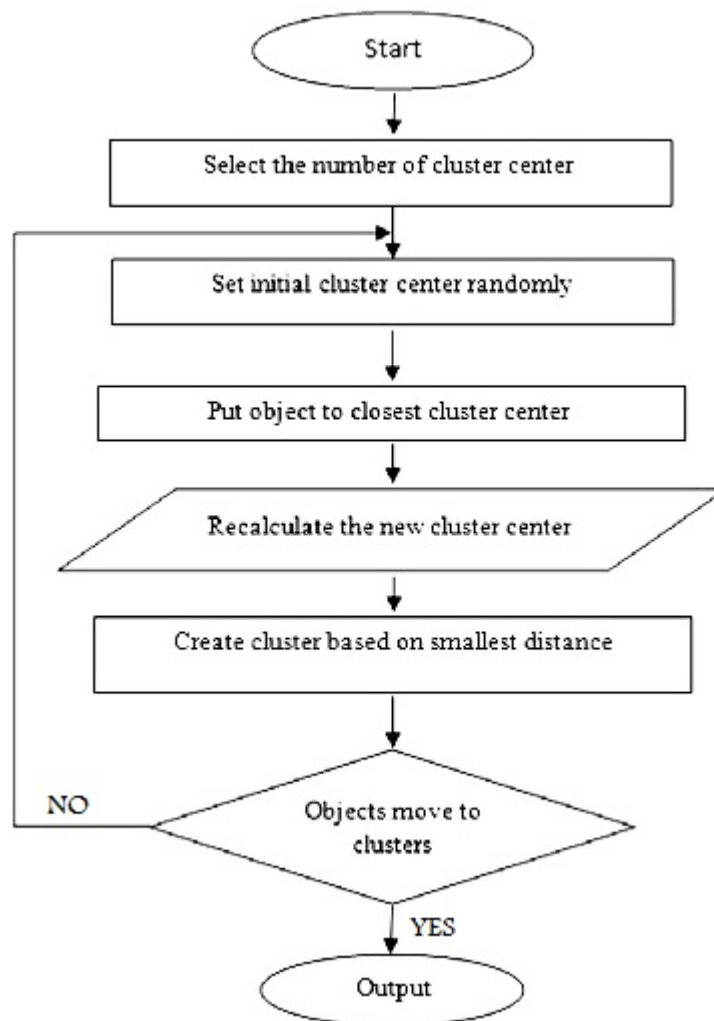 Start
Select the number of cluster center
Set initial cluster center randomly
Put object to closest cluster center
Recalculate the new cluster center
Create cluster based on smallest distance
NO
Objects move to
clusters
YES
Output